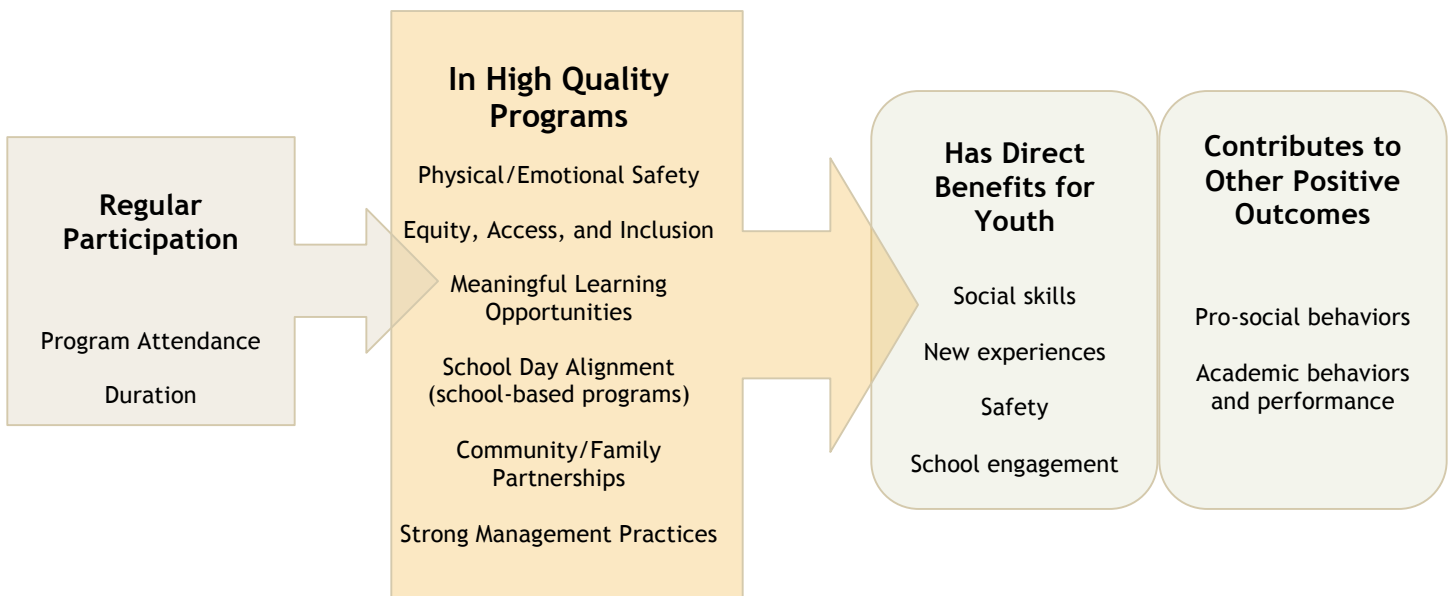 Regular
Participation
Program Attendance
Duration
In High Quality
Programs
Physical/Emotional Safety
Equity, Access, and Inclusion
Meaningful Learning
Opportunities
School Day Alignment
(school-based programs)
Community/Family
Partnerships
Strong Management Practices
Has Direct
Benefits for
Youth
Social skills
New experiences
Safety
School engagement
Contributes to
Other Positive
Outcomes
Pro-social behaviors
Academic behaviors
and performance